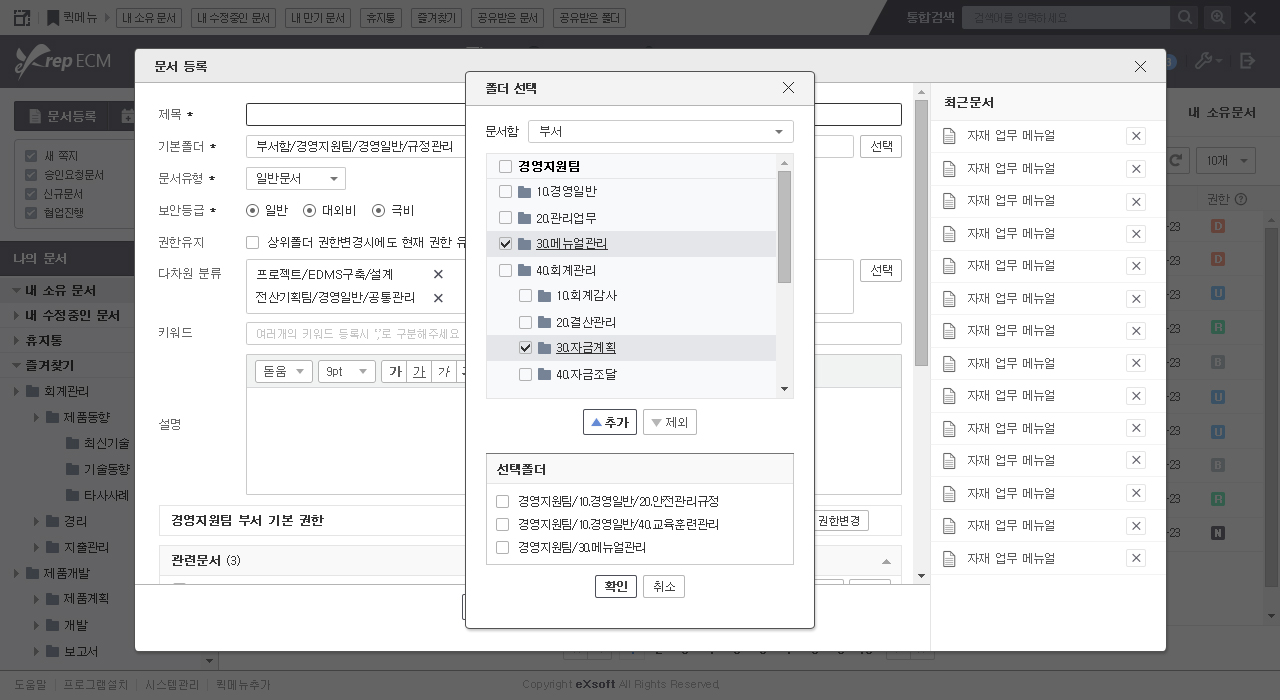 퀵메뉴
내 소유 문서
내 수정중인 문서
내 만기 문서
휴지통
즐겨찾기
공유받은 문서
공유받은 폴더
통합검색
검색어를 입력하세요
Xrep ECM
문서등록
새 쪽지
승인요청문서
신규문서
협업진행
나의 문서
내 소유 문서
내 수정중인 문서
휴지통
즐겨찾기
회계관리
제품동향
최신기술
기술동향
타사사례
경리
지출관리
제품개발
제품계획
개발
보고서
문서 등록
제목 *
기본폴더 *
부서함/경영지원팀/경영일반/규정관리
선택
문서유형 *
일반문서
보안등급 *
일반
대외비
극비
권한유지
상위폴더 권한변경시에도 현재 권한 유
다차원 분류
프로젝트/EDMS구축/설계
전산기획팀/경영일반/공통관리
선택
키워드
여러개의 키워드 등록시 ','로 구분해주세요
돋움
9pt
가 가 가
설명
경영지원팀 부서 기본 권한
권한변경
관련문서 (3)
폴더 선택
문서함
부서
경영지원팀
10.경영일반
20.관리업무
30.메뉴얼관리
40.회계관리
10.회계감사
20.결산관리
30.자금계획
40.자금조달
추가
제외
선택폴더
경영지원팀/10.경영일반/20.안전관리규정
경영지원팀/10.경영일반/40.교육훈련관리
경영지원팀/30.메뉴얼관리
확인
취소
최근문서
자재 업무 메뉴얼
자재 업무 메뉴얼
자재 업무 메뉴얼
자재 업무 메뉴얼
자재 업무 메뉴얼
자재 업무 메뉴얼
자재 업무 메뉴얼
자재 업무 메뉴얼
자재 업무 메뉴얼
자재 업무 메뉴얼
자재 업무 메뉴얼
자재 업무 메뉴얼
자재 업무 메뉴얼
자재 업무 메뉴얼
3
내 소유문서
10개
권한
-23 D
-23 D
-23 U
-23 R
-23 B
-23 U
-23 U
-23 B
-23 R
-23 N
도움말
프로그램설치
시스템관리
퀵메뉴추가
Copyright eXsoft All Rights Reserved.